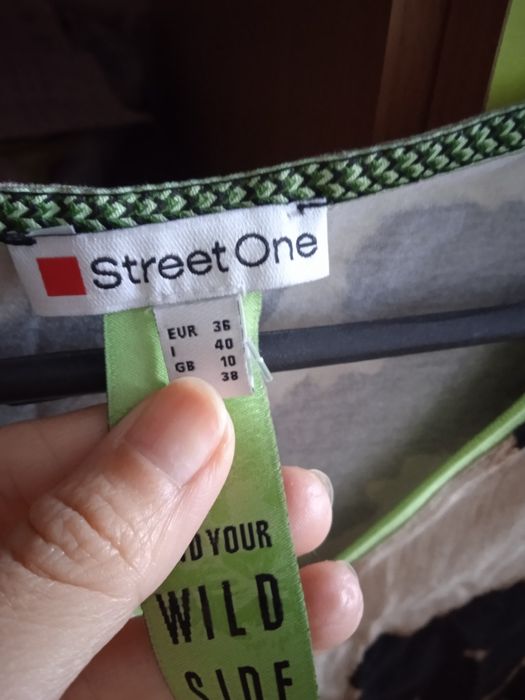 Street One
EUR 36
I 40
GB 10
38
D YOUR
WILD
SIDE